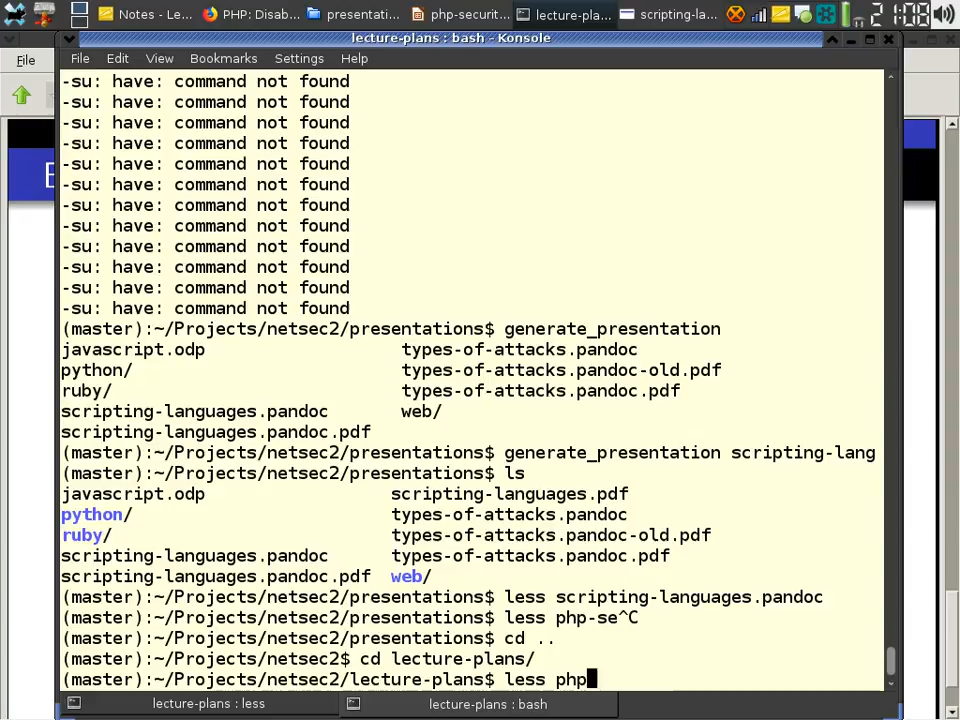 Notes - Le...
PHP: Disab...
presentati...
php-securit...
lecture-pla...
scripting-la...
2
1:08
lecture-plans : bash - Konsole
File
File Edit View Bookmarks Settings Help
-su: have: command not found
-su: have: command not found
-su: have: command not found
-su: have: command not found
-su: have: command not found
-su: have: command not found
-su: have: command not found
-su: have: command not found
-su: have: command not found
-su: have: command not found
-su: have: command not found
-su: have: command not found
(master):~/Projects/netsec2/presentations$ generate_presentation
javascript.odp types-of-attacks.pandoc
python/ types-of-attacks.pandoc-old.pdf
ruby/ types-of-attacks.pandoc.pdf
scripting-languages.pandoc web/
scripting-languages.pandoc.pdf
(master):~/Projects/netsec2/presentations$ generate_presentation scripting-lang
(master):~/Projects/netsec2/presentations$ ls
javascript.odp scripting-languages.pdf
python/ types-of-attacks.pandoc
ruby/ types-of-attacks.pandoc-old.pdf
scripting-languages.pandoc types-of-attacks.pandoc.pdf
scripting-languages.pandoc.pdf web/
(master):~/Projects/netsec2/presentations$ less scripting-languages.pandoc
(master):~/Projects/netsec2/presentations$ less php-se^C
(master):~/Projects/netsec2/presentations$ cd ..
(master):~/Projects/netsec2$ cd lecture-plans/
(master):~/Projects/netsec2/lecture-plans$ less php
lecture-plans : less
lecture-plans : bash